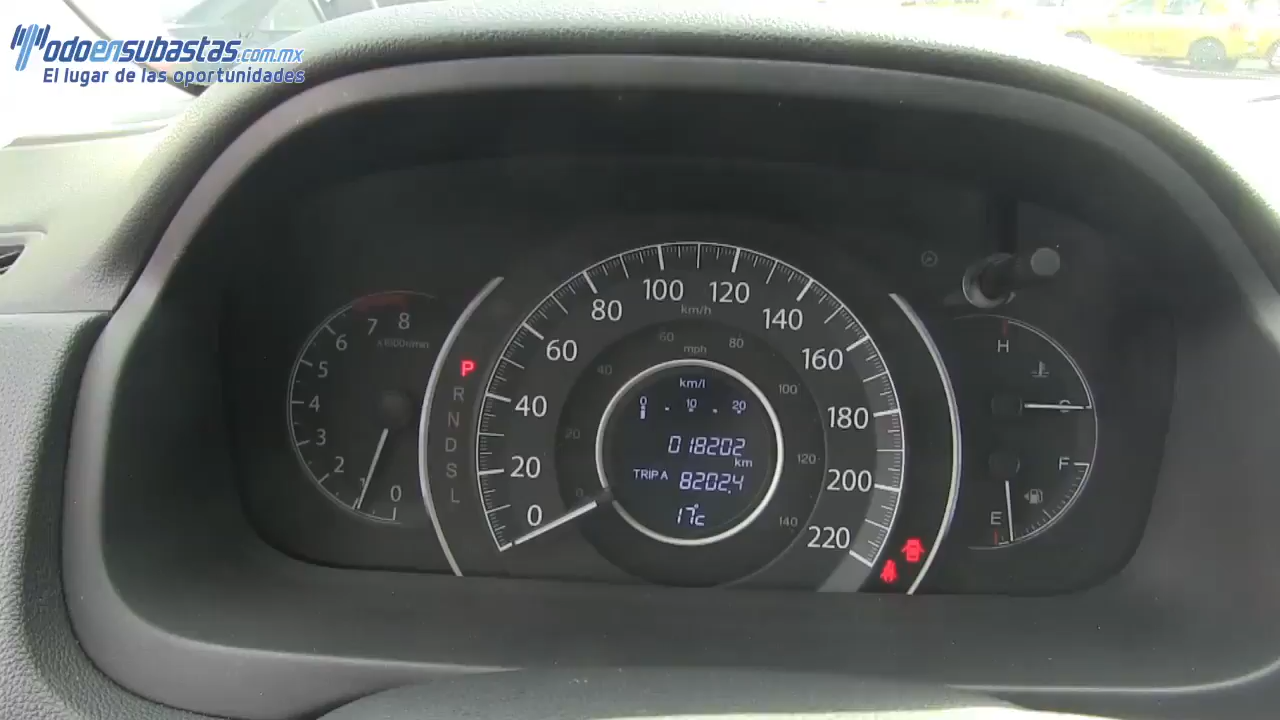 Todoensubastas.com.mx
El lugar de las oportunidades
0
1
2
3
4
5
6
7
8
x1000r/min
P
R
N
D
S
L
0
20
40
60
80
100
120
140
160
180
200
220
km/h
0
20
40
60
80
100
120
140
mph
km/l
0 10 20
018202
km
TRIP A 8202.4
17°c
H
C
F
E